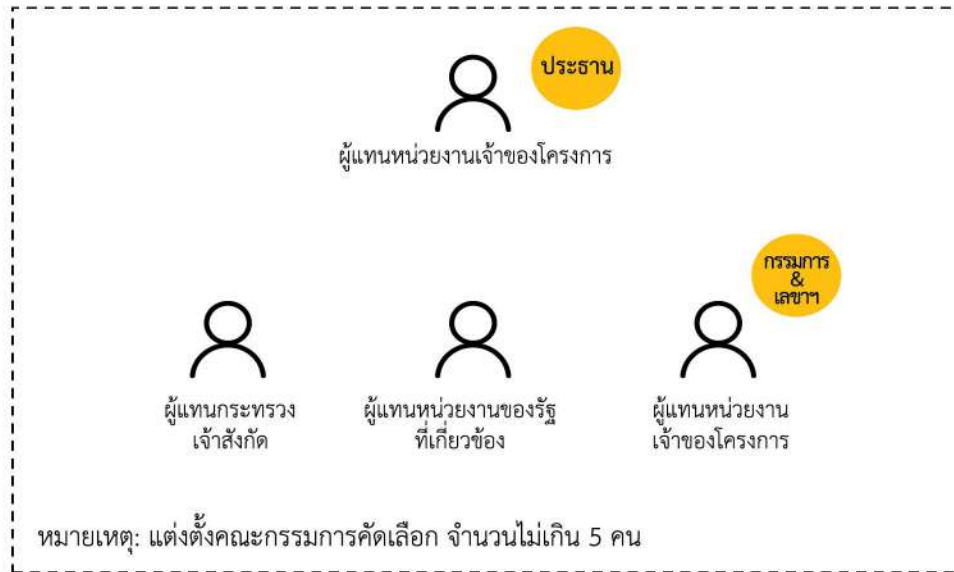 ประธาน
ผู้แทนหน่วยงานเจ้าของโครงการ
กรรมการ
&
เลขาฯ
ผู้แทนกระทรวง
เจ้าสังกัด
ผู้แทนหน่วยงานของรัฐ
ที่เกี่ยวข้อง
ผู้แทนหน่วยงาน
เจ้าของโครงการ
หมายเหตุ: แต่งตั้งคณะกรรมการคัดเลือก จำนวนไม่เกิน 5 คน